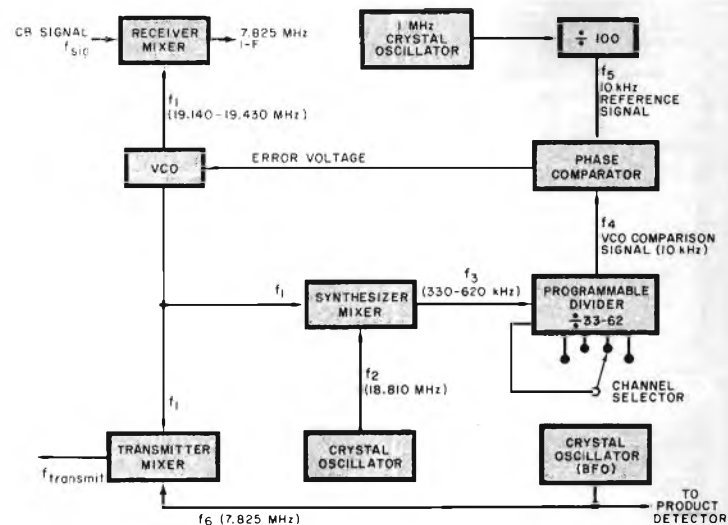 CB SIGNAL
f sig
RECEIVER
MIXER
7.825 MHz
I-F
1 MHz
CRYSTAL
OSCILLATOR
÷ 100
f5
10 kHz
REFERENCE
SIGNAL
f1
(19.140-19.430 MHz)
VCO
ERROR VOLTAGE
PHASE
COMPARATOR
f4
VCO COMPARISON
SIGNAL (10 kHz)
f1
SYNTHESIZER
MIXER
f3
(330-620 kHz)
PROGRAMMABLE
DIVIDER
÷ 33-62
f2
(18.810 MHz)
CHANNEL
SELECTOR
f1
TRANSMITTER
MIXER
CRYSTAL
OSCILLATOR
CRYSTAL
OSCILLATOR
(BFO)
f transmit
f6 (7.825 MHz)
TO
PRODUCT
DETECTOR